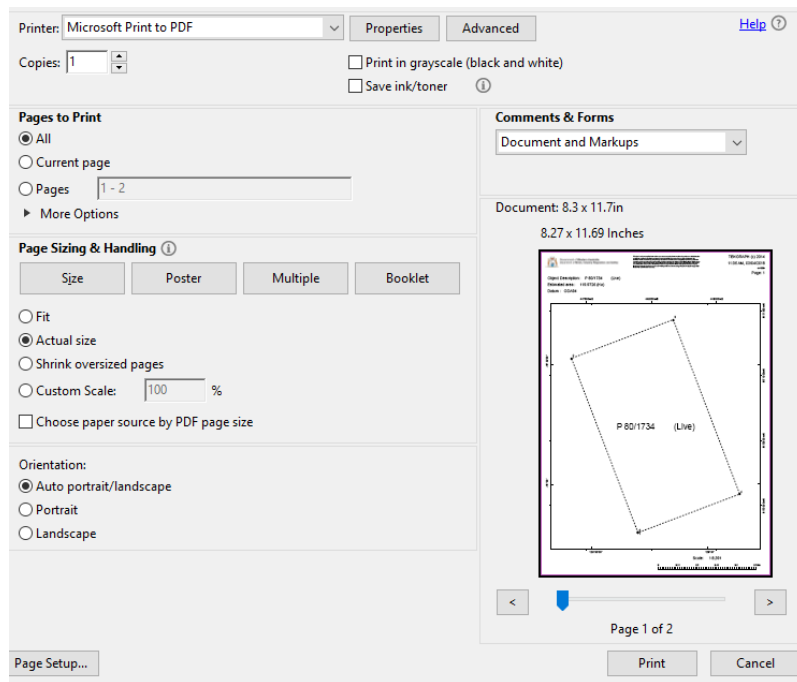 Printer: Microsoft Print to PDF Properties Advanced Help
Copies: 1 Print in grayscale (black and white)
Save ink/toner
Pages to Print
All
Current page
Pages 1 - 2
More Options
Page Sizing & Handling
Size Poster Multiple Booklet
Fit
Actual size
Shrink oversized pages
Custom Scale: 100 %
Choose paper source by PDF page size
Orientation:
Auto portrait/landscape
Portrait
Landscape
Comments & Forms
Document and Markups
Document: 8.3 x 11.7in
8.27 x 11.69 Inches
Page: 1
P 80/1734 (Live)
< >
Page 1 of 2
Page Setup... Print Cancel